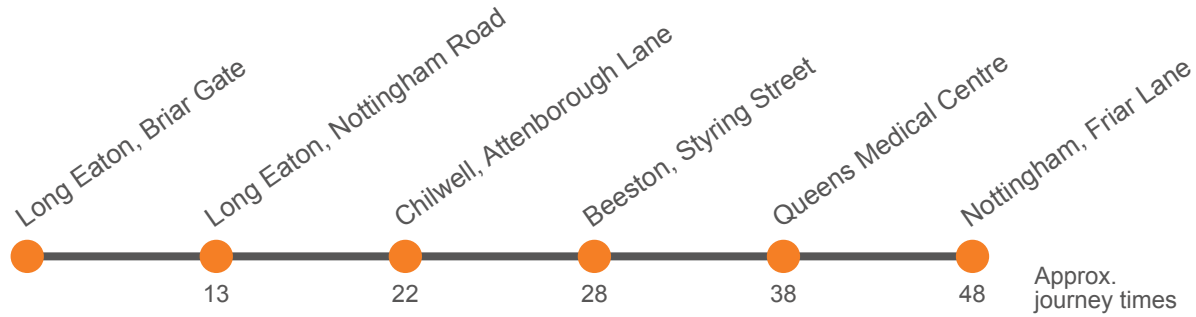 Long Eaton, Briar Gate
Long Eaton, Nottingham Road
Chilwell, Attenborough Lane
Beeston, Styring Street
Queens Medical Centre
Nottingham, Friar Lane
13
22
28
38
48
Approx.
journey times